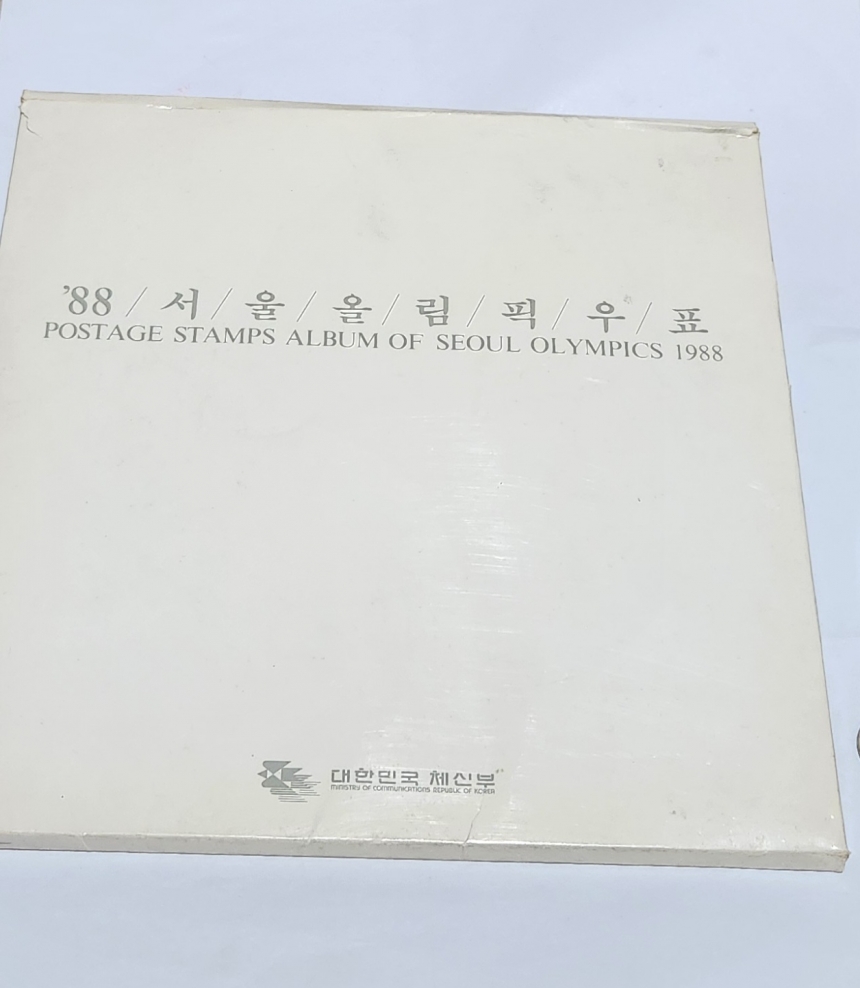 '88 / 서 / 울 / 올 / 림 / 픽 / 우 / 표
POSTAGE STAMPS ALBUM OF SEOUL OLYMPICS 1988
대한민국 체신부
MINISTRY OF COMMUNICATIONS REPUBLIC OF KOREA